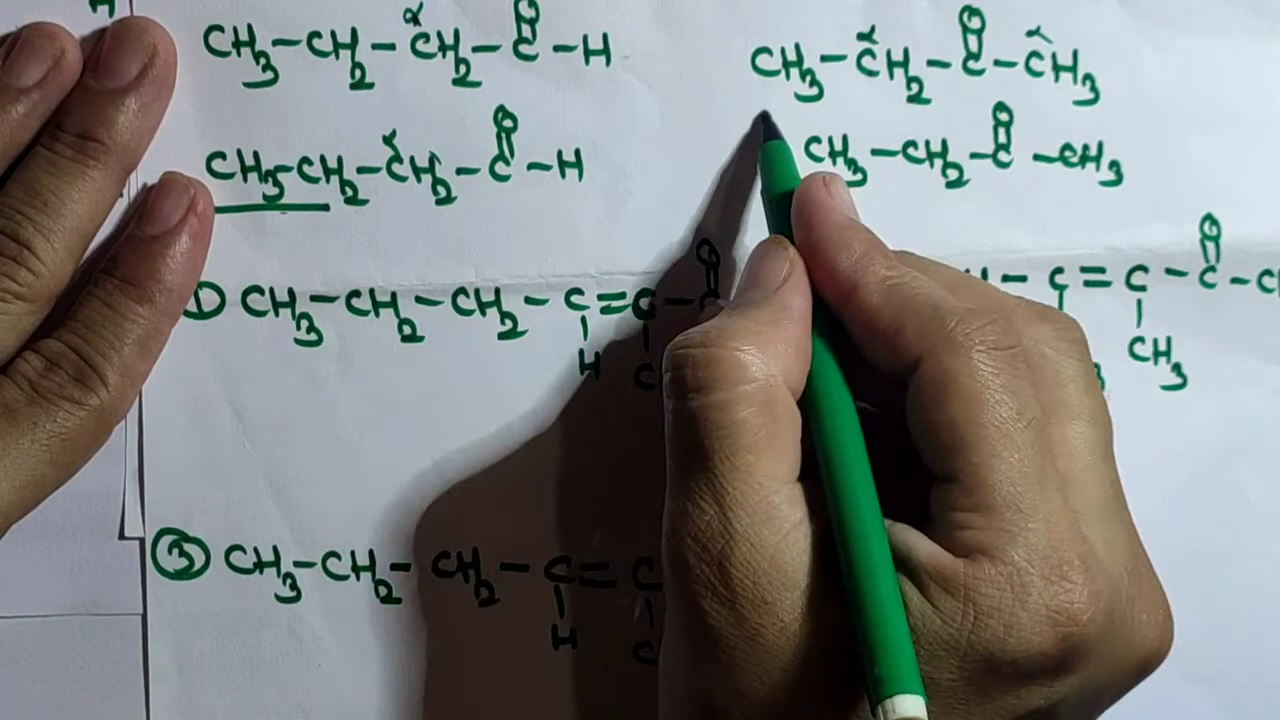 H
CH3-CH2-CH2-C-H
α
O
CH3-CH2-C-CH3
α
O
α
CH3-CH2-CH2-C-H
α
O
CH3-CH2-C-CH3
O
1) CH3-CH2-CH2-C=C-C
H
C
O
-C=C-C-C
CH3
O
3
③ CH3-CH2-CH2-C=C
H
C